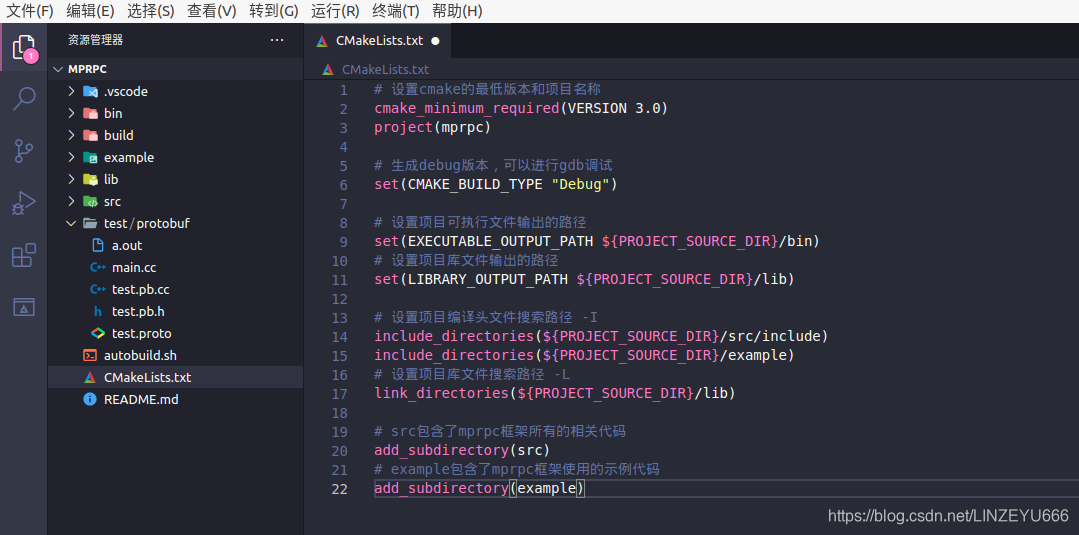 文件(F) 编辑(E) 选择(S) 查看(V) 转到(G) 运行(R) 终端(T) 帮助(H)
1
资源管理器 ···
MPRPC
.vscode
bin
build
example
lib
src
test/protobuf
a.out
main.cc
test.pb.cc
h test.pb.h
test.proto
autobuild.sh
CMakeLists.txt
README.md
CMakeLists.txt ●
CMakeLists.txt
1 # 设置cmake的最低版本和项目名称
2 cmake_minimum_required(VERSION 3.0)
3 project(mprpc)
4
5 # 生成debug版本，可以进行gdb调试
6 set(CMAKE_BUILD_TYPE "Debug")
7
8 # 设置项目可执行文件输出的路径
9 set(EXECUTABLE_OUTPUT_PATH ${PROJECT_SOURCE_DIR}/bin)
10 # 设置项目库文件输出的路径
11 set(LIBRARY_OUTPUT_PATH ${PROJECT_SOURCE_DIR}/lib)
12
13 # 设置项目编译头文件搜索路径 -I
14 include_directories(${PROJECT_SOURCE_DIR}/src/include)
15 include_directories(${PROJECT_SOURCE_DIR}/example)
16 # 设置项目库文件搜索路径 -L
17 link_directories(${PROJECT_SOURCE_DIR}/lib)
18
19 # src包含了mprpc框架所有的相关代码
20 add_subdirectory(src)
21 # example包含了mprpc框架使用的示例代码
22 add_subdirectory(example)
https://blog.csdn.net/LINZEYU666